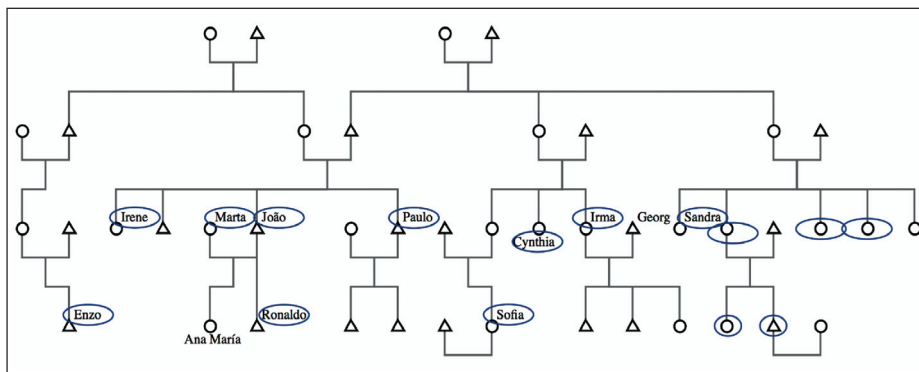 Irene
Marta
João
Paulo
Irma
Georg
Sandra
Cynthia
Enzo
Ronaldo
Sofia
Ana María